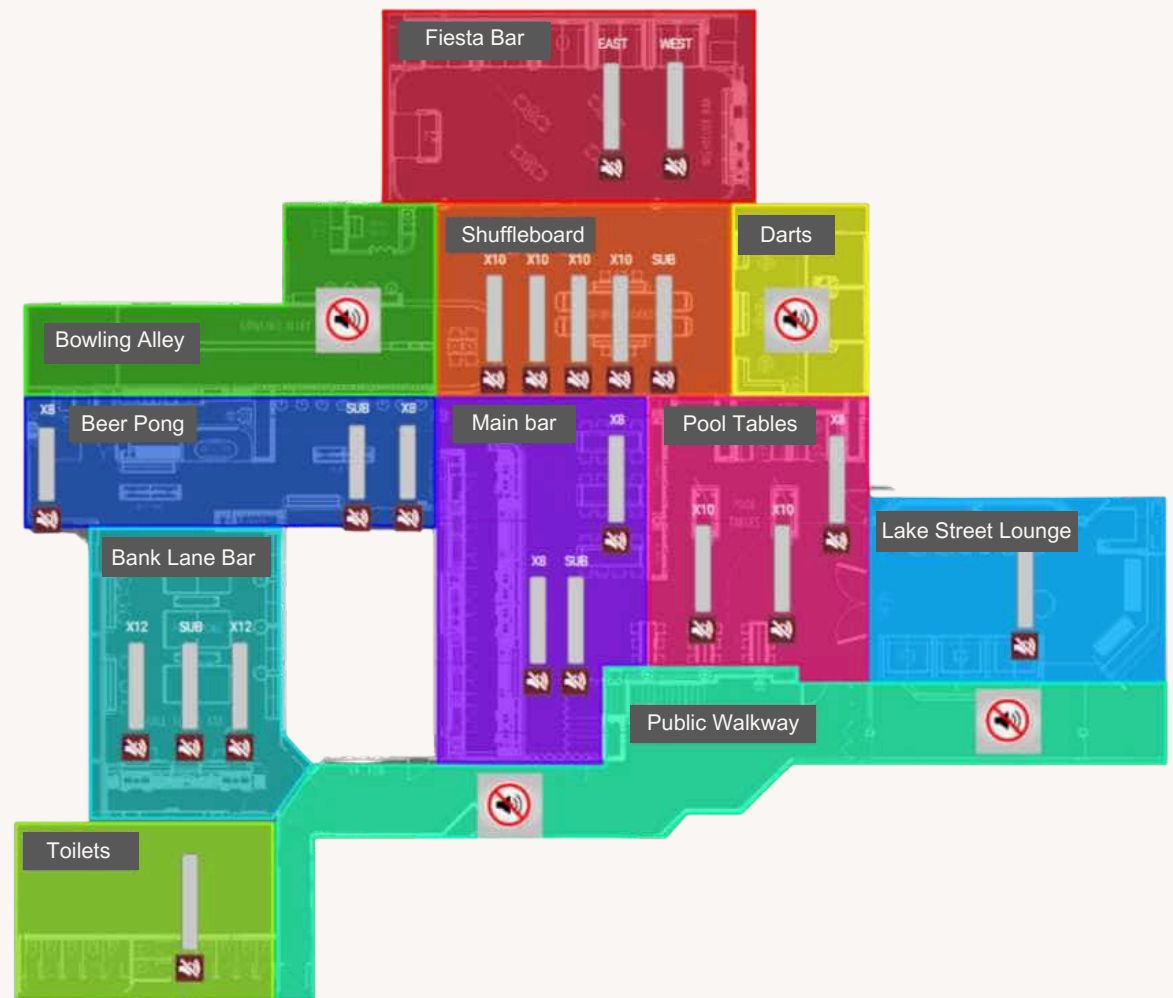 Fiesta Bar
EAST WEST
Shuffleboard
X10 X10 X10 X10 SUB
Darts
Bowling Alley
Beer Pong
X8 SUB X8
Main bar
X8
X8 SUB
Pool Tables
X8
X10 X10
POOL
TABLES
Lake Street Lounge
Bank Lane Bar
X12 SUB X12
Public Walkway
Toilets